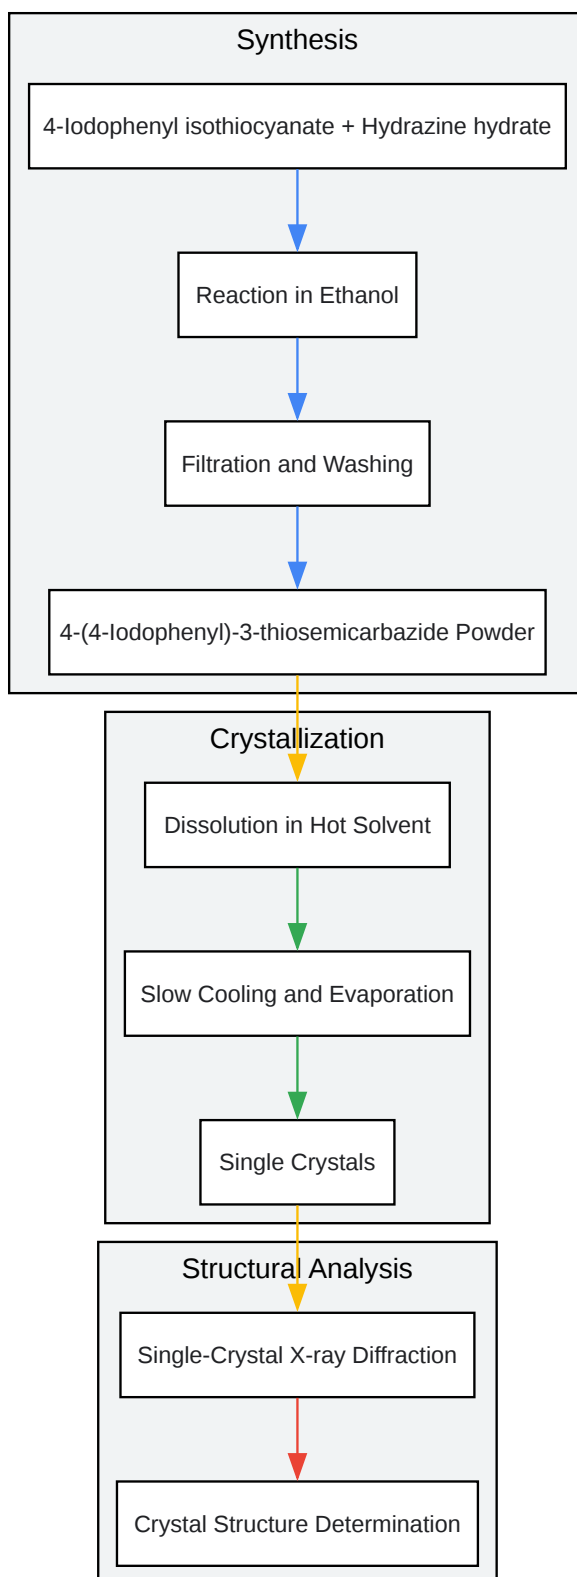 Synthesis
4-Iodophenyl isothiocyanate + Hydrazine hydrate
Reaction in Ethanol
Filtration and Washing
4-(4-Iodophenyl)-3-thiosemicarbazide Powder
Crystallization
Dissolution in Hot Solvent
Slow Cooling and Evaporation
Single Crystals
Structural Analysis
Single-Crystal X-ray Diffraction
Crystal Structure Determination